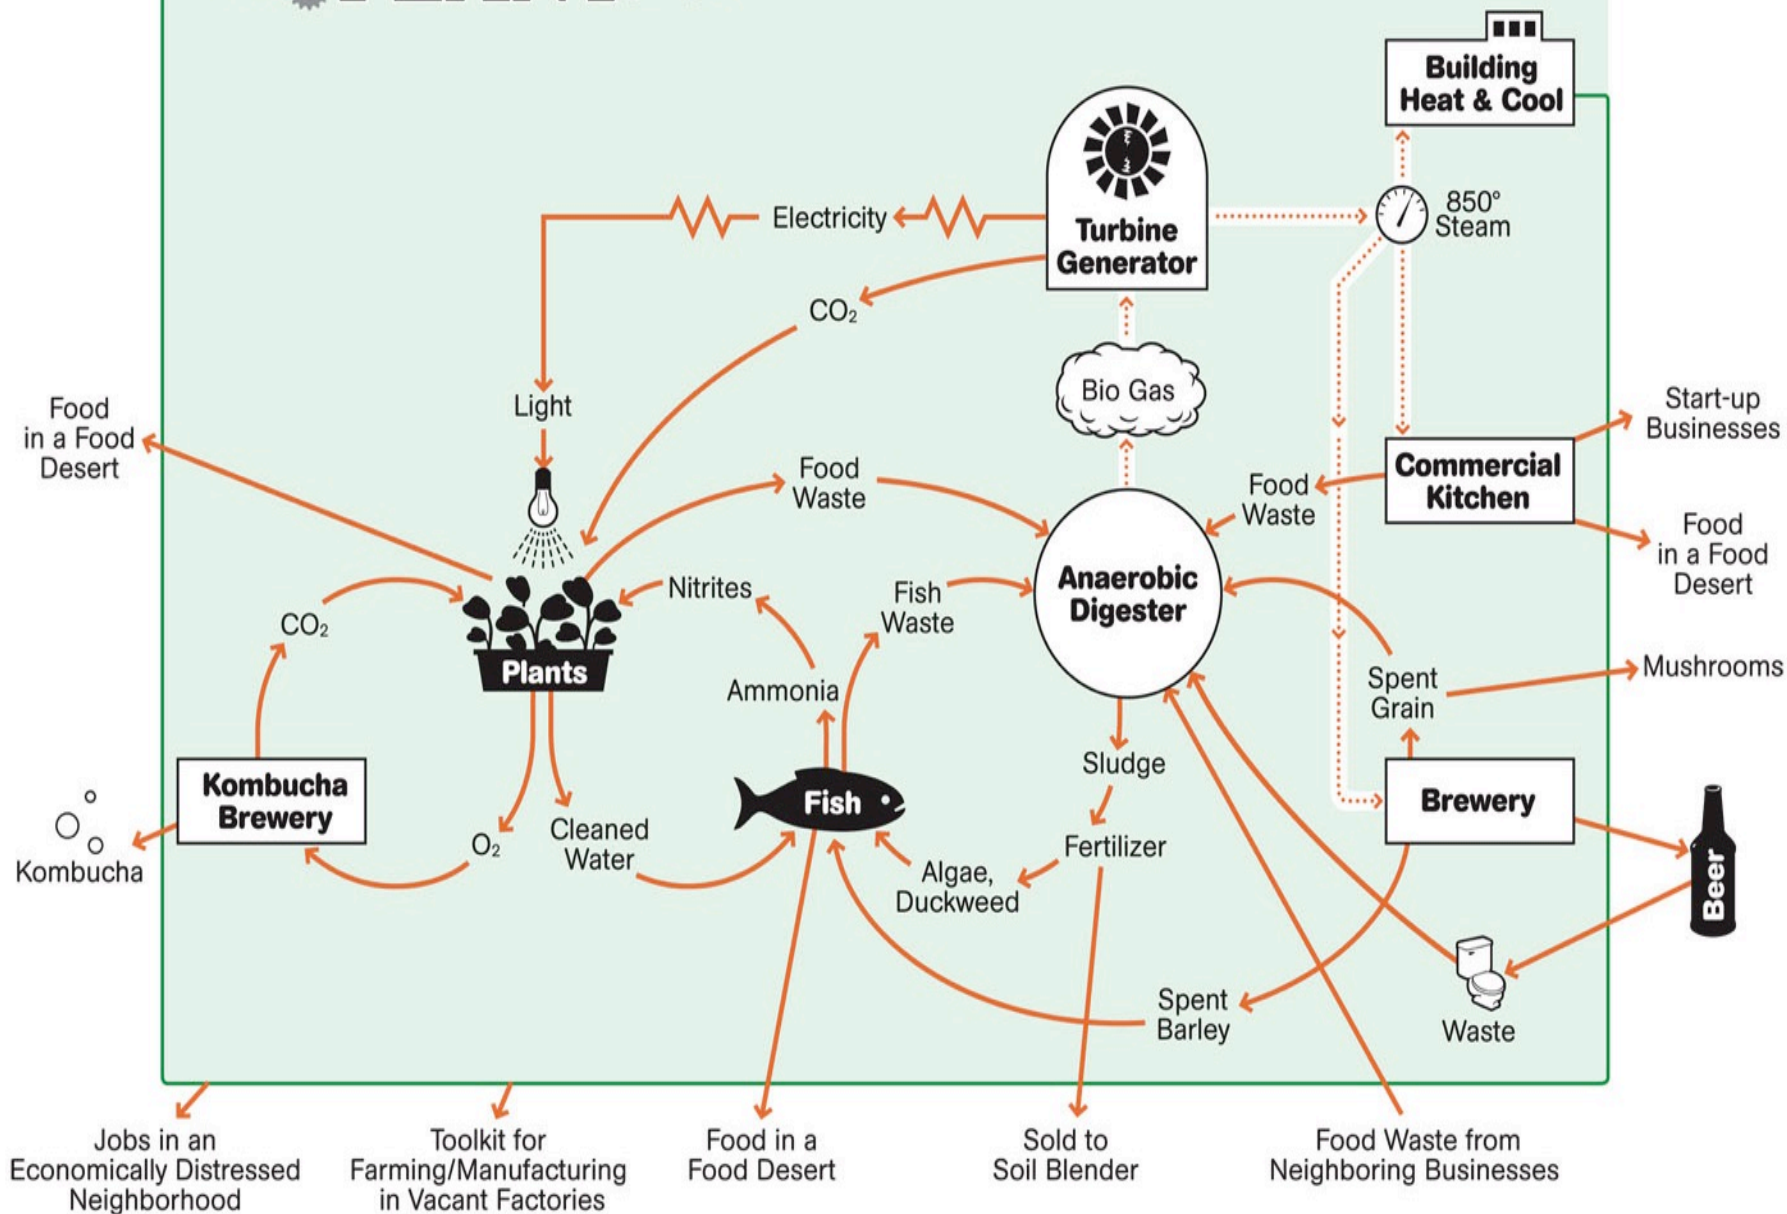 Building
Heat & Cool
850°
Steam
Electricity
Turbine
Generator
CO₂
Bio Gas
Light
Food
in a Food
Desert
Food
Waste
Food
Waste
Commercial
Kitchen
Start-up
Businesses
Food
in a Food
Desert
Anaerobic
Digester
Nitrites
Fish
Waste
CO₂
Plants
Ammonia
Spent
Grain
Mushrooms
Sludge
Kombucha
Brewery
Fish
Brewery
Kombucha
O₂
Cleaned
Water
Fertilizer
Algae,
Duckweed
Beer
Spent
Barley
Waste
Jobs in an
Economically Distressed
Neighborhood
Toolkit for
Farming/Manufacturing
in Vacant Factories
Food in a
Food Desert
Sold to
Soil Blender
Food Waste from
Neighboring Businesses